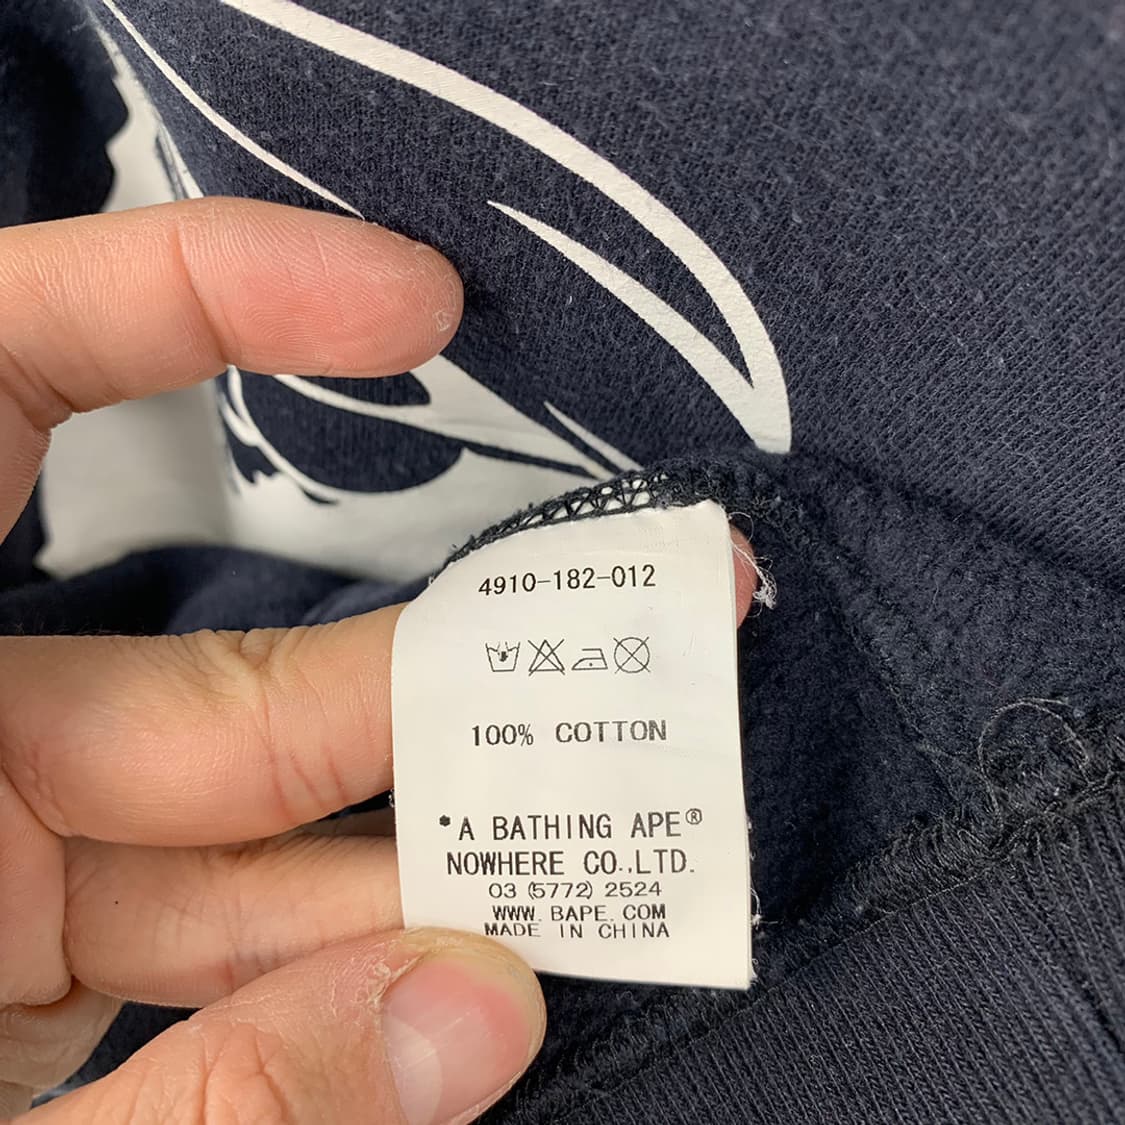 4910-182-012
100% COTTON
*A BATHING APE®
NOWHERE CO.,LTD.
03 (5772) 2524
WWW. BAPE. COM
MADE IN CHINA